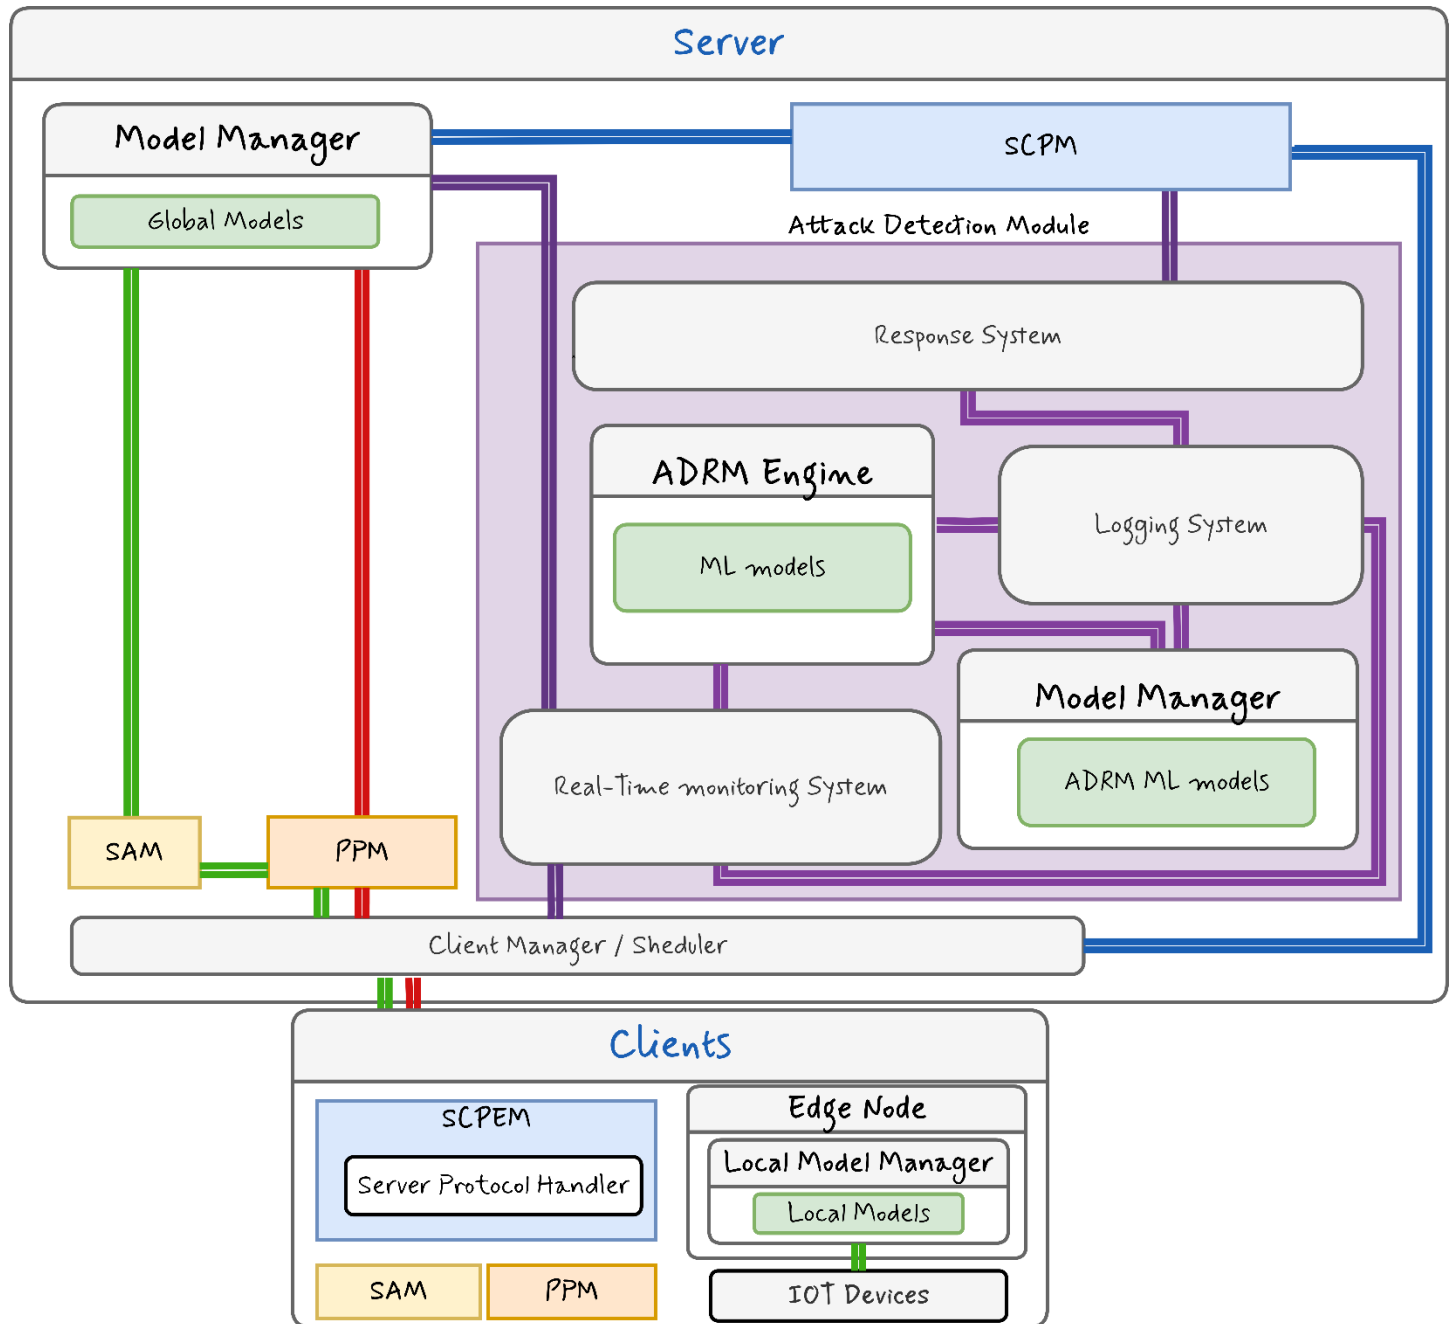 Server
Model Manager
Global Models
SCPM
Attack Detection Module
Response System
ADRM Engine
ML models
Logging System
Model Manager
ADRM ML models
Real-Time monitoring System
SAM
PPM
Client Manager / Sheduler
Clients
SCPEM
Server Protocol Handler
Edge Node
Local Model Manager
Local Models
SAM
PPM
IOT Devices